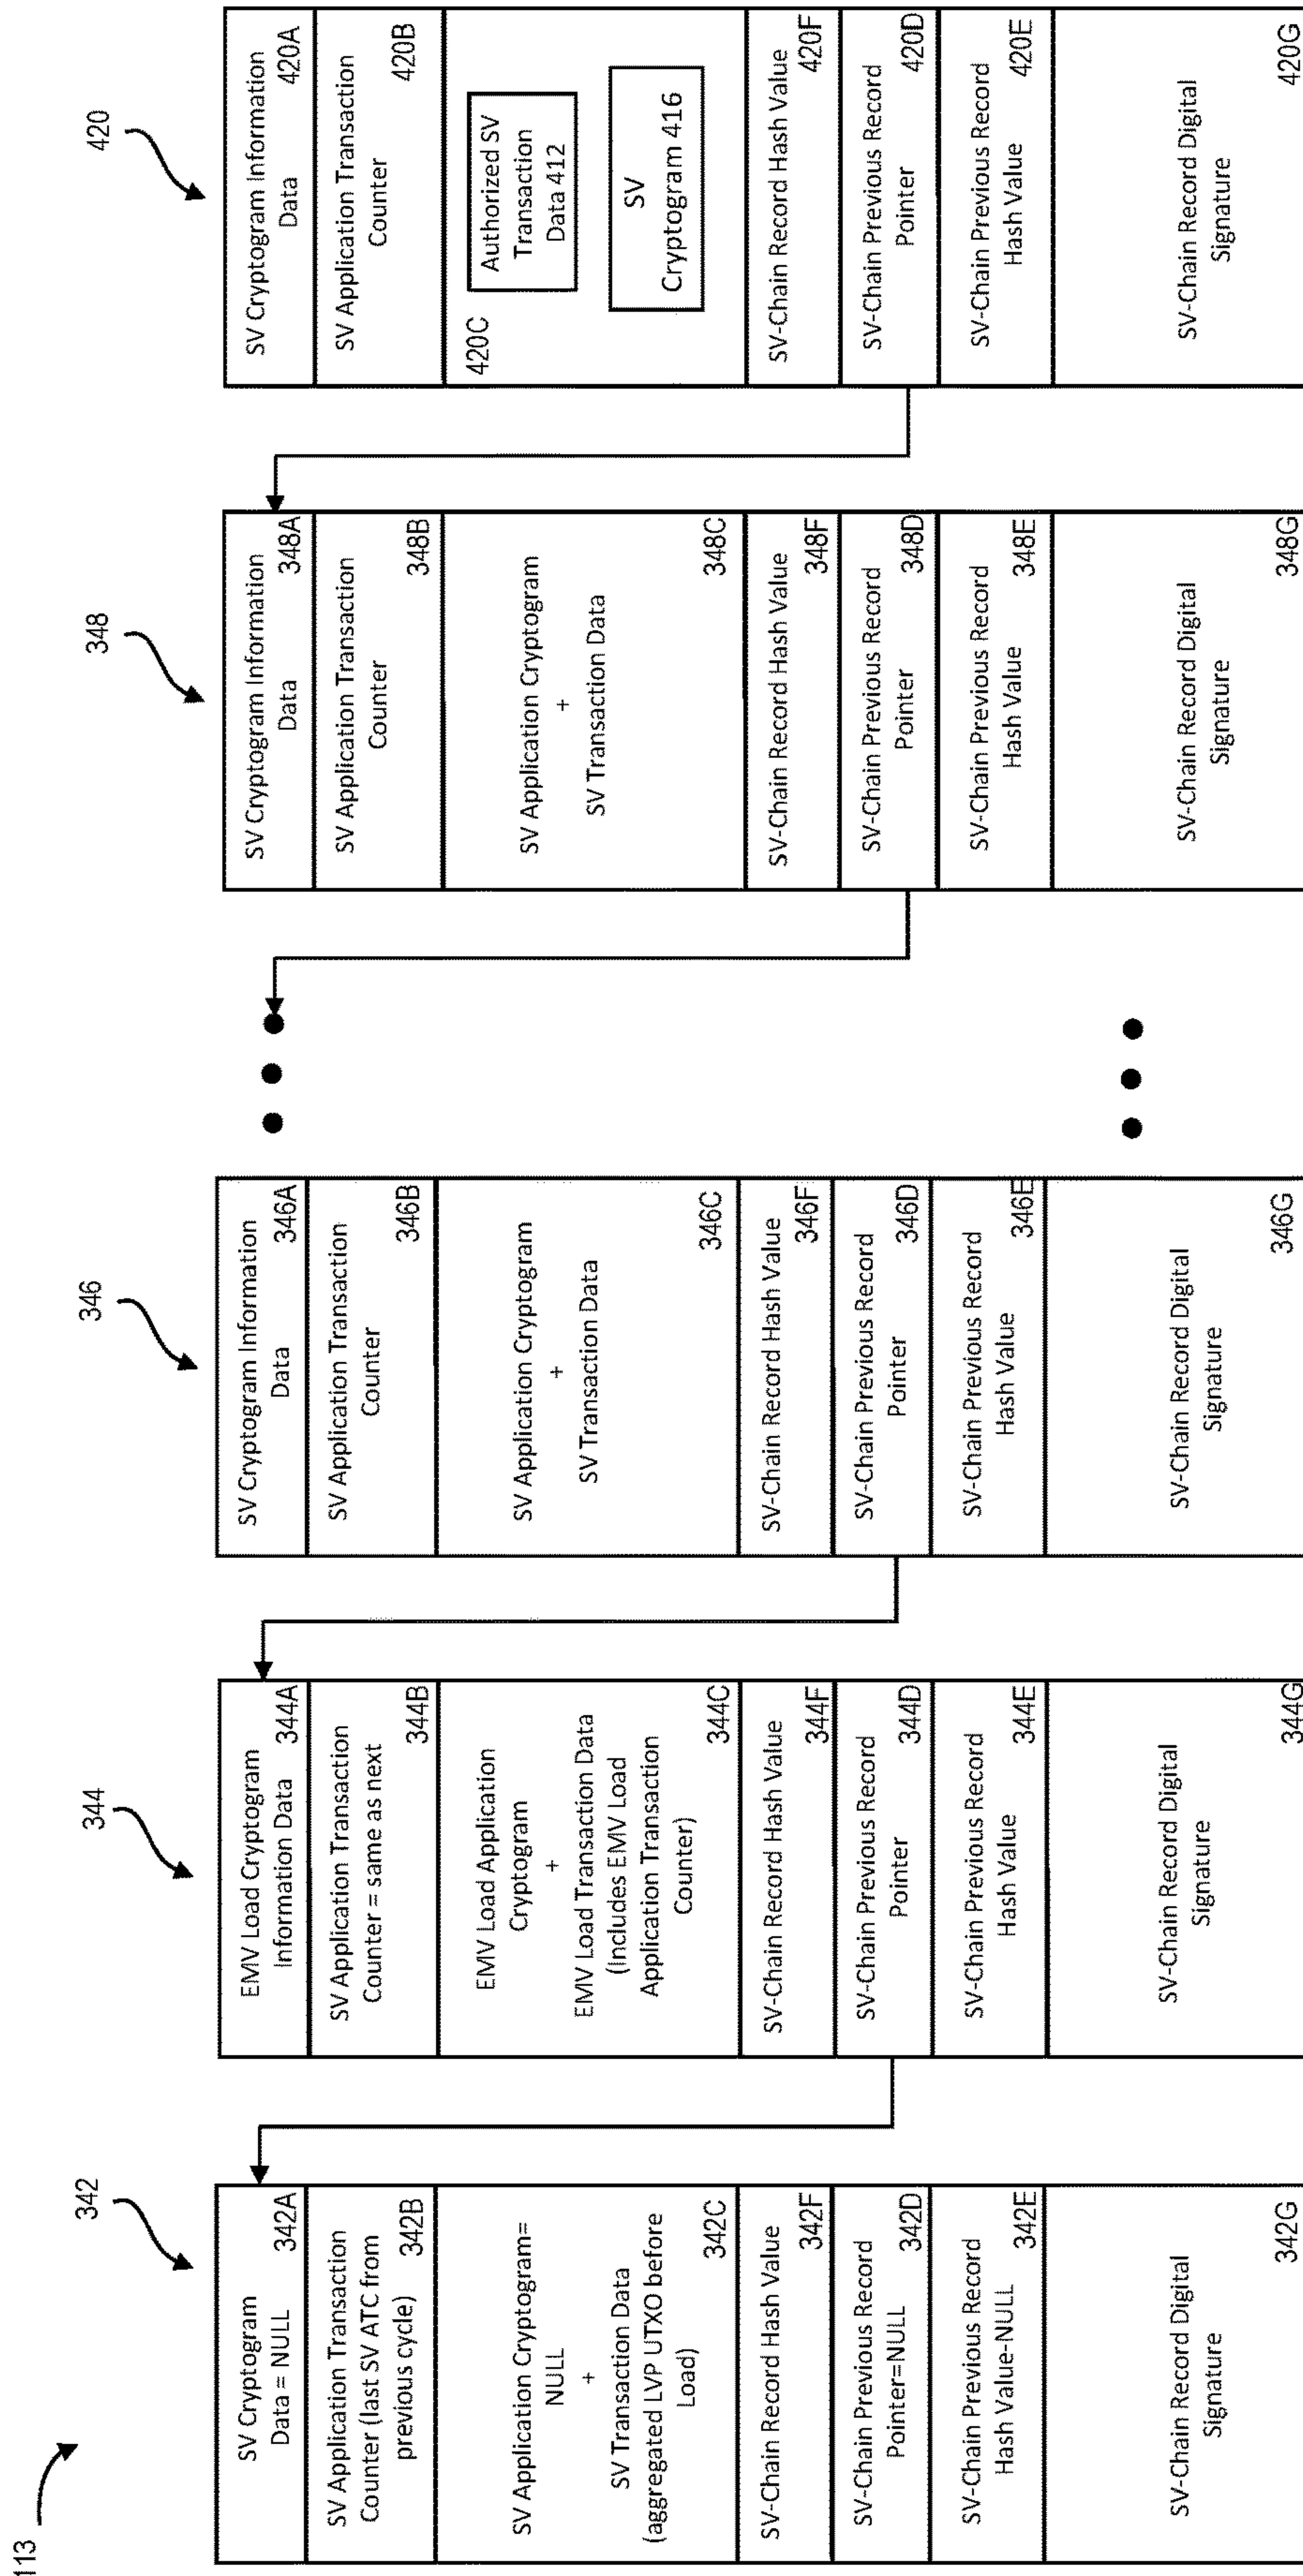 113
342
SV Cryptogram
Data = NULL
342A
SV Application Transaction
Counter (last SV ATC from
previous cycle)
342B
SV Application Cryptogram=
NULL
+
SV Transaction Data
(aggregated LVP UTXO before
Load)
342C
SV-Chain Record Hash Value
342F
SV-Chain Previous Record
Pointer=NULL
342D
SV-Chain Previous Record
Hash Value-NULL
342E
SV-Chain Record Digital
Signature
342G
344
EMV Load Cryptogram
Information Data
344A
SV Application Transaction
Counter = same as next
344B
EMV Load Application
Cryptogram
+
EMV Load Transaction Data
(Includes EMV Load
Application Transaction
Counter)
344C
SV-Chain Record Hash Value
344F
SV-Chain Previous Record
Pointer
344D
SV-Chain Previous Record
Hash Value
344E
SV-Chain Record Digital
Signature
344G
346
SV Cryptogram Information
Data
346A
SV Application Transaction
Counter
346B
SV Application Cryptogram
+
SV Transaction Data
346C
SV-Chain Record Hash Value
346F
SV-Chain Previous Record
Pointer
346D
SV-Chain Previous Record
Hash Value
346E
SV-Chain Record Digital
Signature
346G
348
SV Cryptogram Information
Data
348A
SV Application Transaction
Counter
348B
SV Application Cryptogram
+
SV Transaction Data
348C
SV-Chain Record Hash Value
348F
SV-Chain Previous Record
Pointer
348D
SV-Chain Previous Record
Hash Value
348E
SV-Chain Record Digital
Signature
348G
420
SV Cryptogram Information
Data
420A
SV Application Transaction
Counter
420B
420C
Authorized SV
Transaction
Data 412
SV
Cryptogram 416
SV-Chain Record Hash Value
420F
SV-Chain Previous Record
Pointer
420D
SV-Chain Previous Record
Hash Value
420E
SV-Chain Record Digital
Signature
420G